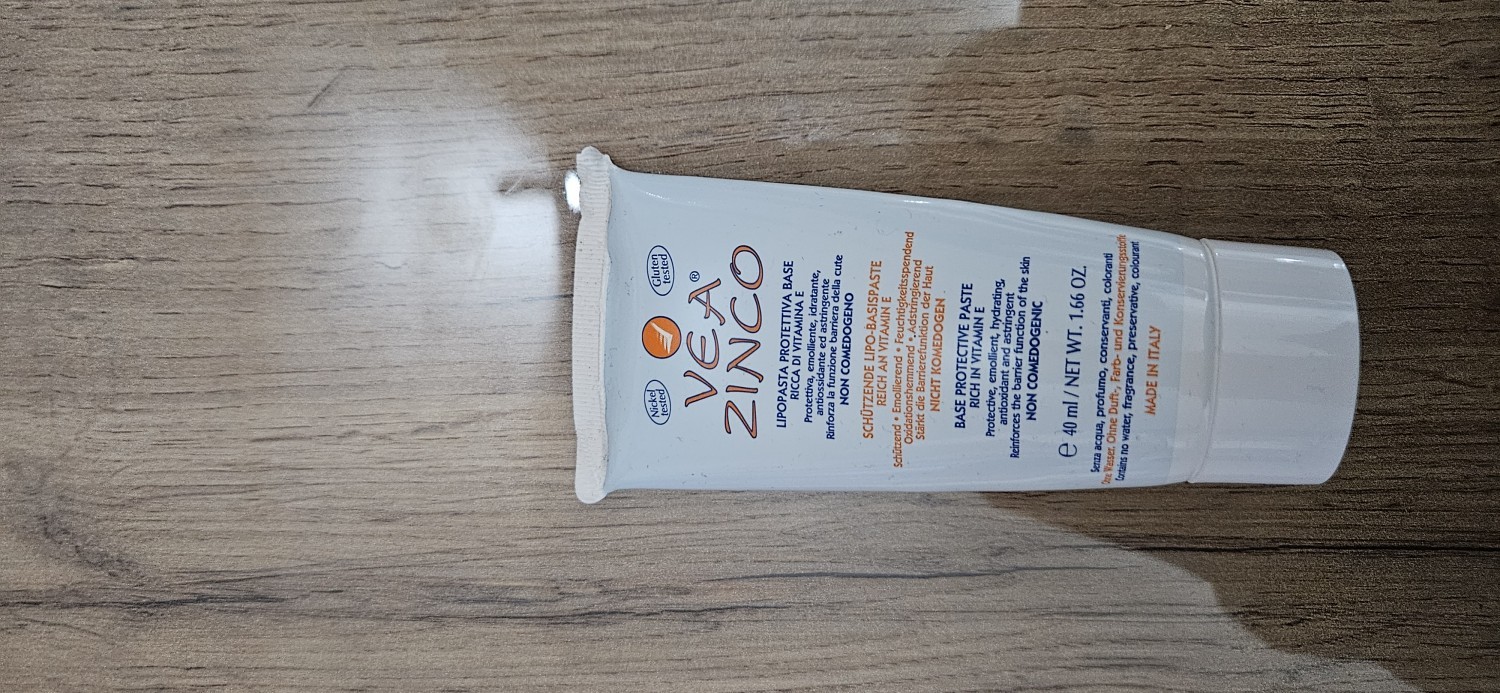 Nickel
tested
Gluten
tested
VEA®
ZINCO
LIPOPASTA PROTETTIVA BASE
RICCA DI VITAMINA E
Protettiva, emolliente, idratante,
antiossidante ed astringente
Rinforza la funzione barriera della cute
NON COMEDOGENO
SCHÜTZENDE LIPO-BASISPASTE
REICH AN VITAMIN E
Schützend • Emollierend • Feuchtigkeitsspendend
Oxidationshemmend • Adstringierend
Stärkt die Barrierefunktion der Haut
NICHT KOMEDOGEN
BASE PROTECTIVE PASTE
RICH IN VITAMIN E
Protective, emollient, hydrating,
antioxidant and astringent
Reinforces the barrier function of the skin
NON COMEDOGENIC
℮ 40 ml / NET WT. 1.66 OZ.
Senza acqua, profumo, conservanti, coloranti
Ohne Wasser, Ohne Duft-, Farb- und Konservierungsstoffe
Contains no water, fragrance, preservative, colourant
MADE IN ITALY